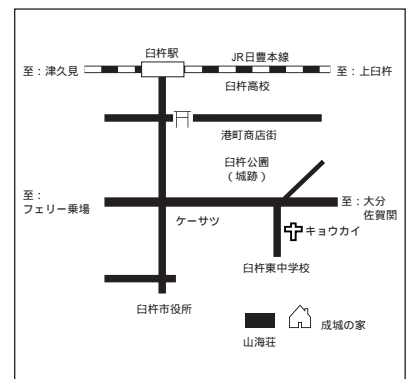 臼杵駅
JR日豊本線
至：津久見
至：上臼杵
臼杵高校
港町商店街
臼杵公園
（城跡）
至：
フェリー乗場
至：大分
佐賀関
ケーサツ
キョウカイ
臼杵東中学校
臼杵市役所
成城の家
山海荘